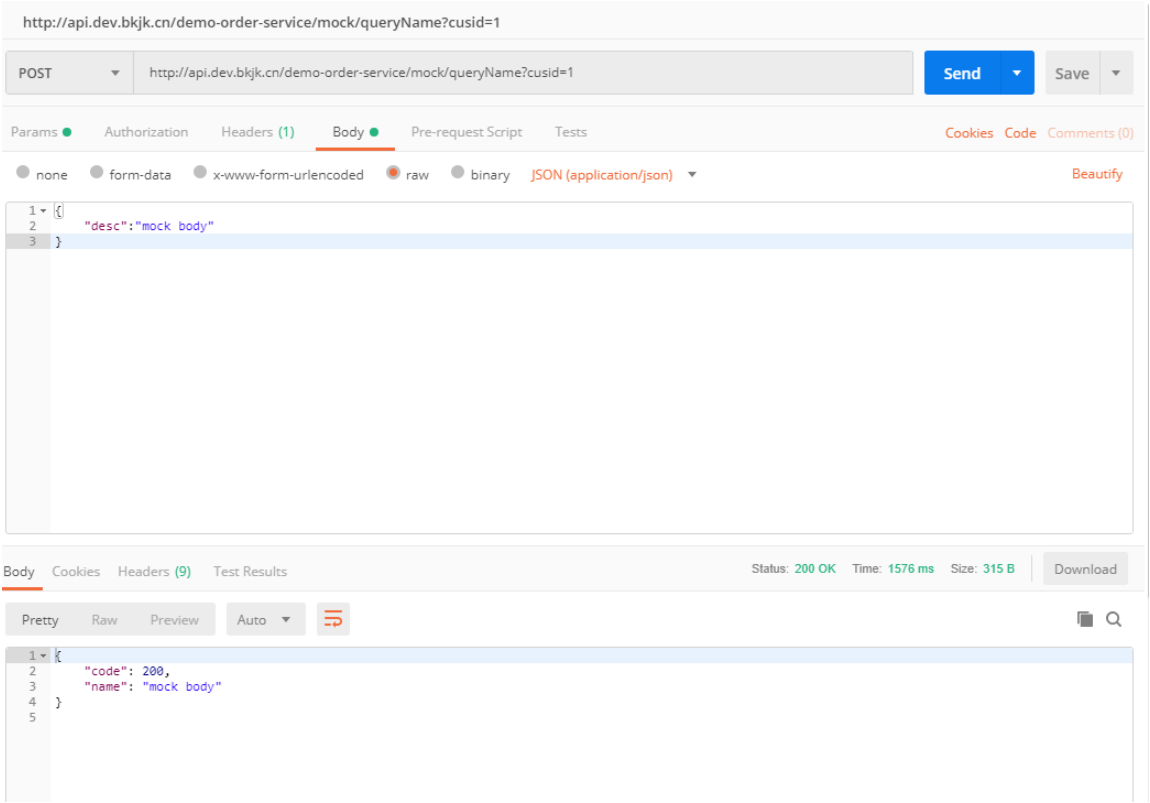 http://api.dev.bkjk.cn/demo-order-service/mock/queryName?cusid=1
POST http://api.dev.bkjk.cn/demo-order-service/mock/queryName?cusid=1 Send Save
Params Authorization Headers (1) Body Pre-request Script Tests Cookies Code Comments (0)
none form-data x-www-form-urlencoded raw binary JSON (application/json) Beautify
1 {
2 "desc":"mock body"
3 }
Body Cookies Headers (9) Test Results Status: 200 OK Time: 1576 ms Size: 315 B Download
Pretty Raw Preview Auto
1 {
2 "code": 200,
3 "name": "mock body"
4 }
5